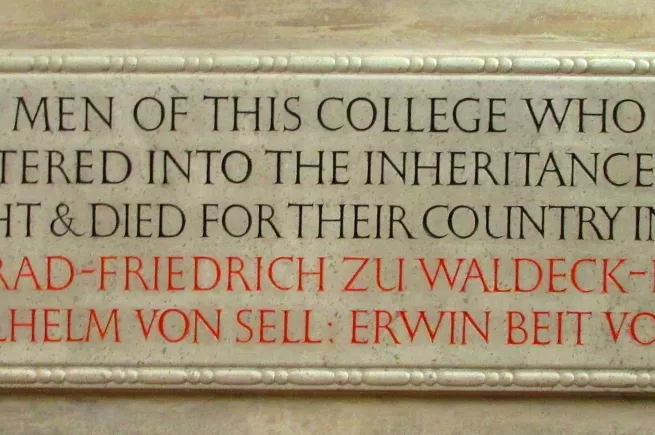 MEN OF THIS COLLEGE WHO
TERED INTO THE INHERITANCE
HT & DIED FOR THEIR COUNTRY IN
RAD-FRIEDRICH ZU WALDECK-
LHELM VON SELL: ERWIN BEIT VO